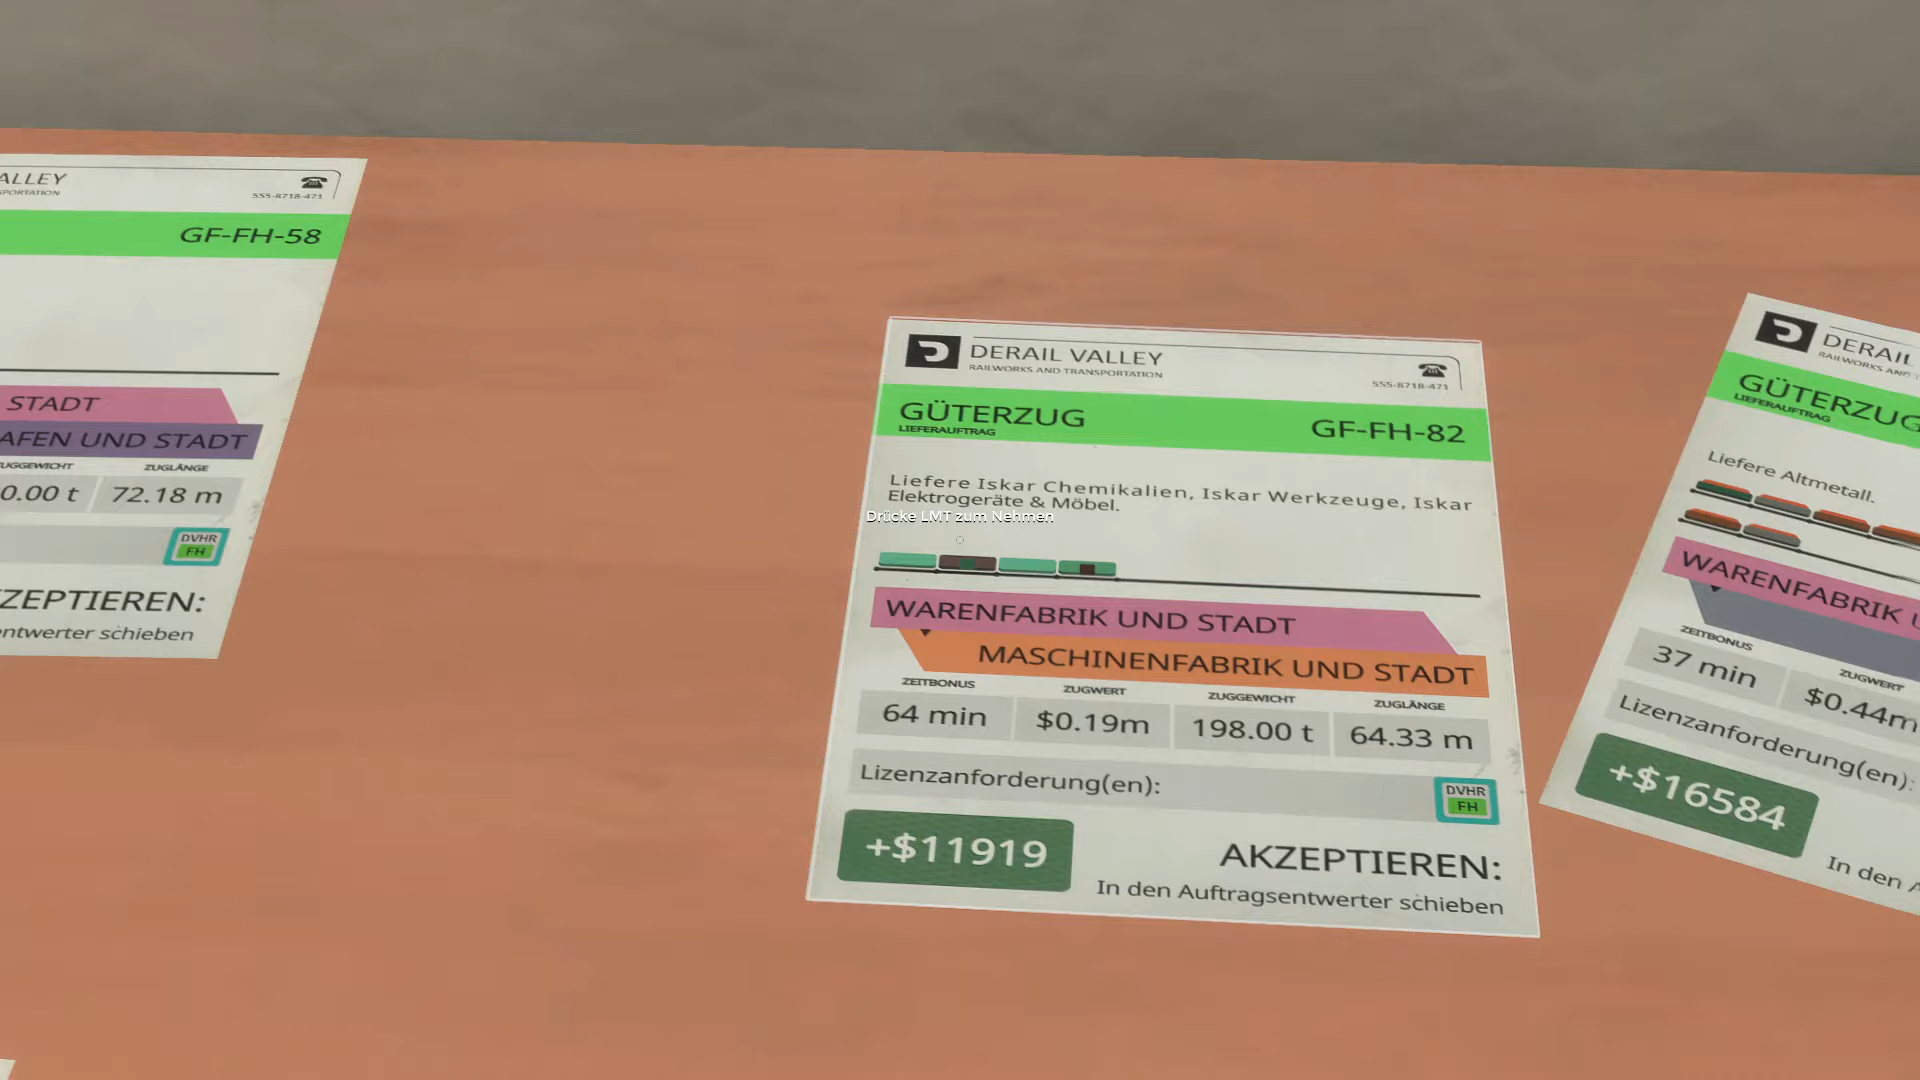 ALLEY
555-8718-471
GF-FH-58
STADT
AFEN UND STADT
ZUGLÄNGE
0.00 t
72.18 m
DVHR
FH
ZEPTIEREN:
entwerter schieben
DERAIL VALLEY
RAILWORKS AND TRANSPORTATION
555-8718-471
GÜTERZUG
LIEFERAUFTRAG
GF-FH-82
Liefere Iskar Chemikalien, Iskar Werkzeuge, Iskar
Elektrogeräte & Möbel.
Drücke LMT zum Nehmen
WARENFABRIK UND STADT
MASCHINENFABRIK UND STADT
ZEITBONUS
ZUGWERT
ZUGGEWICHT
ZUGLÄNGE
64 min
$0.19m
198.00 t
64.33 m
Lizenzanforderung(en):
DVHR
FH
+$11919
AKZEPTIEREN:
In den Auftragsentwerter schieben
DERAIL
RAILWORKS AND
GÜTERZUG
LIEFERAUFTRAG
Liefere Altmetall.
WARENFABRIK U
ZEITBONUS
ZUGWERT
37 min
$0.44m
Lizenzanforderung(en):
+$16584
In den A